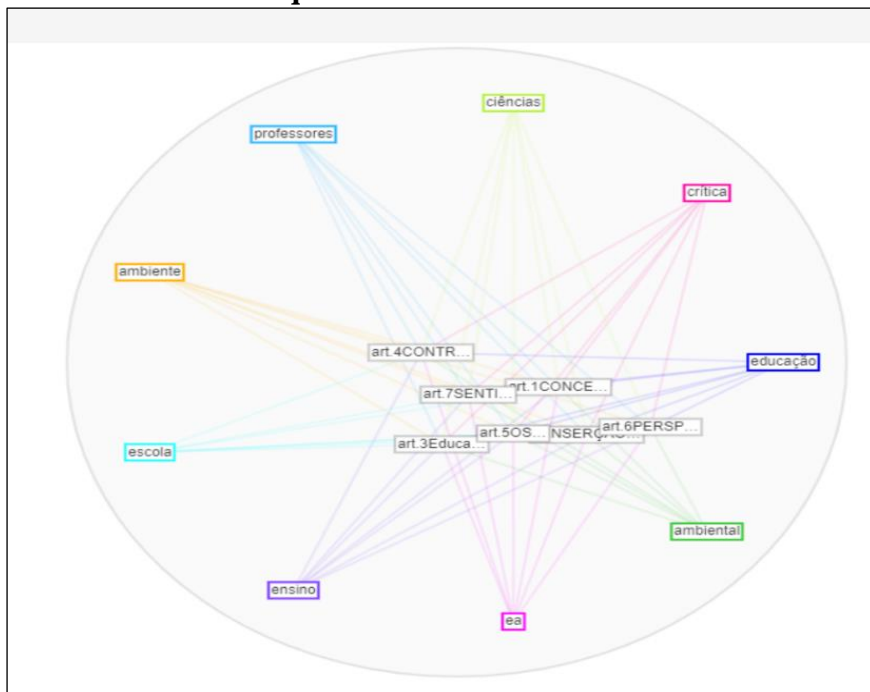 ciências
professores
crítica
ambiente
art.4CONTR...
educação
art.1CONCE...
art.7SENTI...
art.6PERSP...
art.5OS...
NSERÇÃO...
art.3Educa...
escola
ambiental
ensino
ea